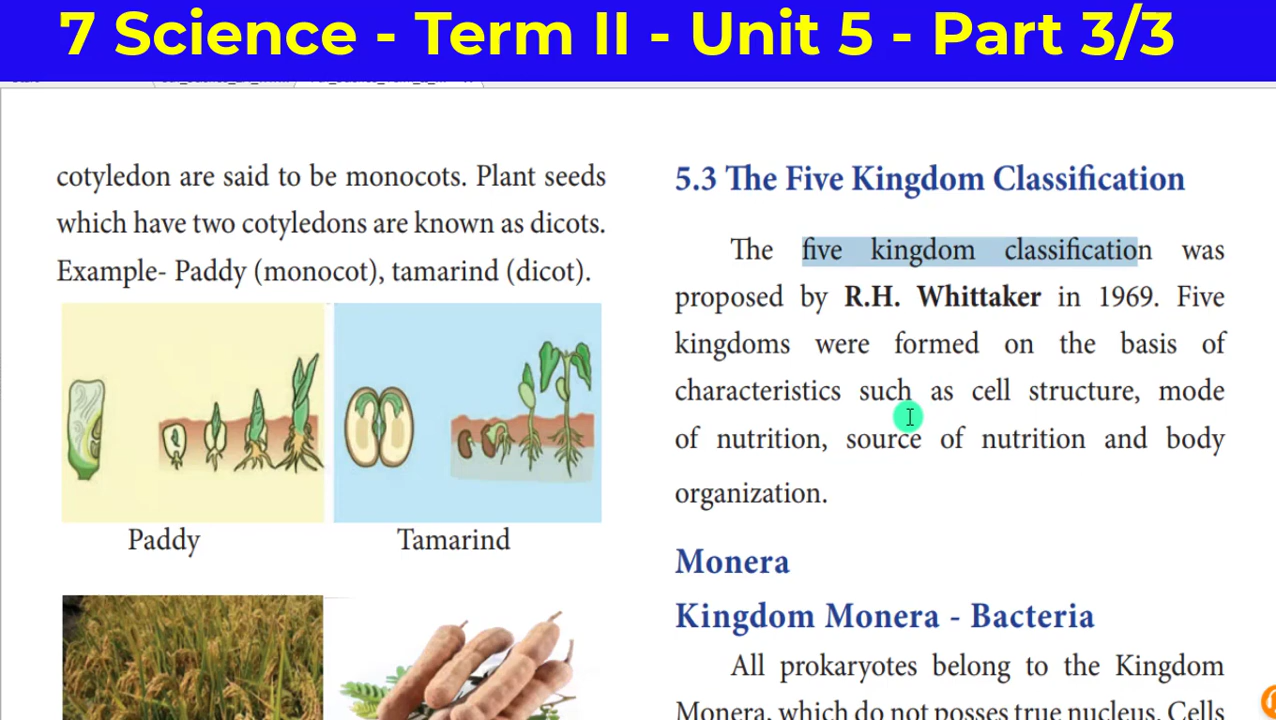 7 Science - Term II - Unit 5 - Part 3/3
cotyledon are said to be monocots. Plant seeds
which have two cotyledons are known as dicots.
Example- Paddy (monocot), tamarind (dicot).
Paddy
Tamarind
5.3 The Five Kingdom Classification
The five kingdom classification was
proposed by R.H. Whittaker in 1969. Five
kingdoms were formed on the basis of
characteristics such as cell structure, mode
of nutrition, source of nutrition and body
organization.
Monera
Kingdom Monera - Bacteria
All prokaryotes belong to the Kingdom
Monera, which do not posses true nucleus. Cells